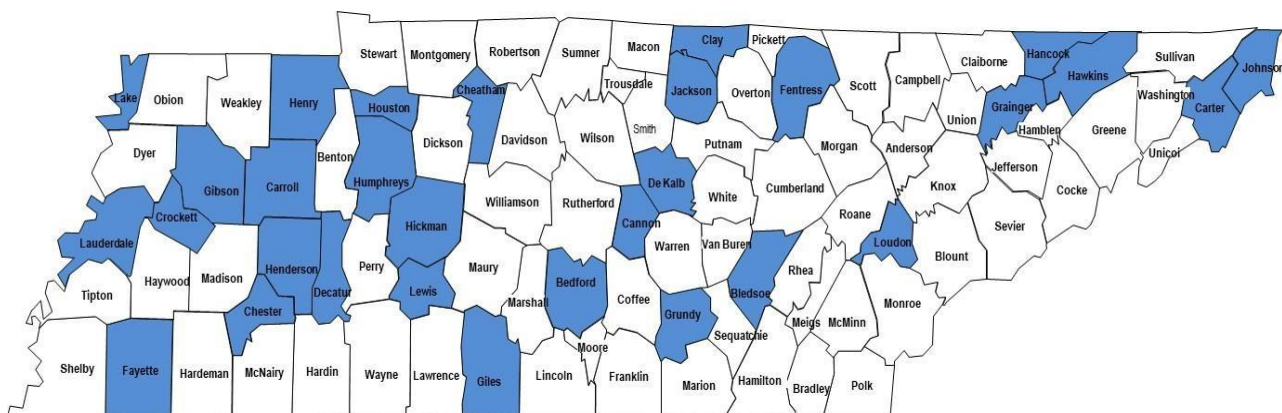 Stewart
Montgomery
Robertson
Sumner
Macon
Clay
Pickett
Trousdale
Lake
Obion
Weakley
Henry
Houston
Cheatham
Jackson
Overton
Fentress
Scott
Campbell
Claiborne
Hancock
Hawkins
Sullivan
Johnson
Washington
Carter
Grainger
Union
Hamblen
Greene
Unicoi
Dyer
Gibson
Carroll
Benton
Humphreys
Dickson
Davidson
Wilson
Smith
Putnam
Morgan
Anderson
Knox
Jefferson
Cocke
Sevier
Crockett
Lauderdale
Hickman
Williamson
Rutherford
De Kalb
White
Cumberland
Cannon
Roane
Loudon
Blount
Haywood
Madison
Henderson
Decatur
Perry
Lewis
Maury
Marshall
Bedford
Coffee
Warren
Van Buren
Bledsoe
Rhea
Monroe
Tipton
Chester
Grundy
Sequatchie
Meigs
McMinn
Shelby
Fayette
Hardeman
McNairy
Hardin
Wayne
Lawrence
Giles
Lincoln
Moore
Franklin
Marion
Hamilton
Bradley
Polk